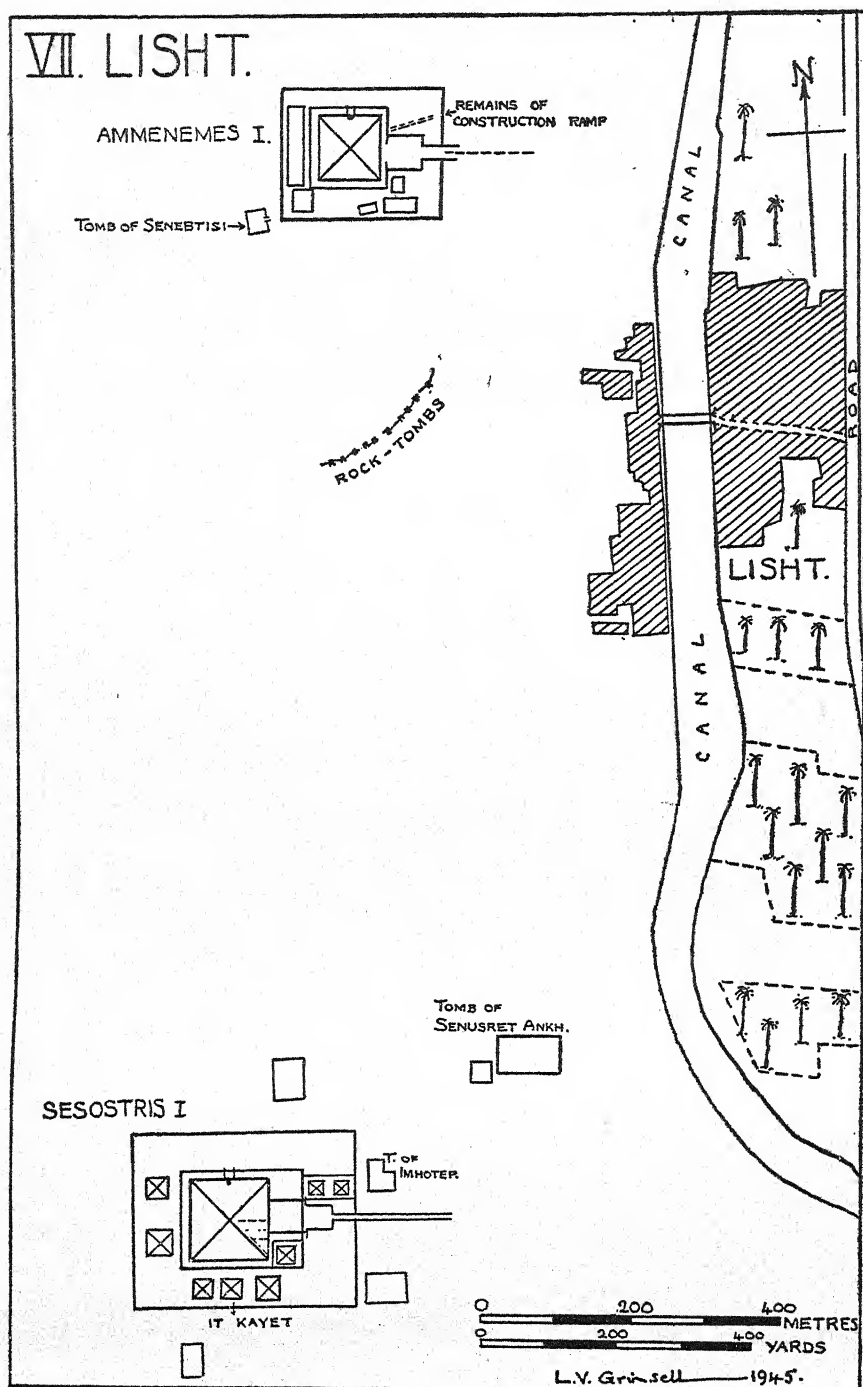 VII. LISHT.
AMMENEMES I.
REMAINS OF
CONSTRUCTION RAMP
TOMB OF SENEBTISI
N
CANAL
ROAD
ROCK-TOMBS
LISHT.
CANAL
TOMB OF
SENUSRET ANKH.
SESOSTRIS I
T. OF
IMHOTEP.
IT KAYET
0 200 400 METRES
0 200 400 YARDS
L.V. Grinsell 1945.